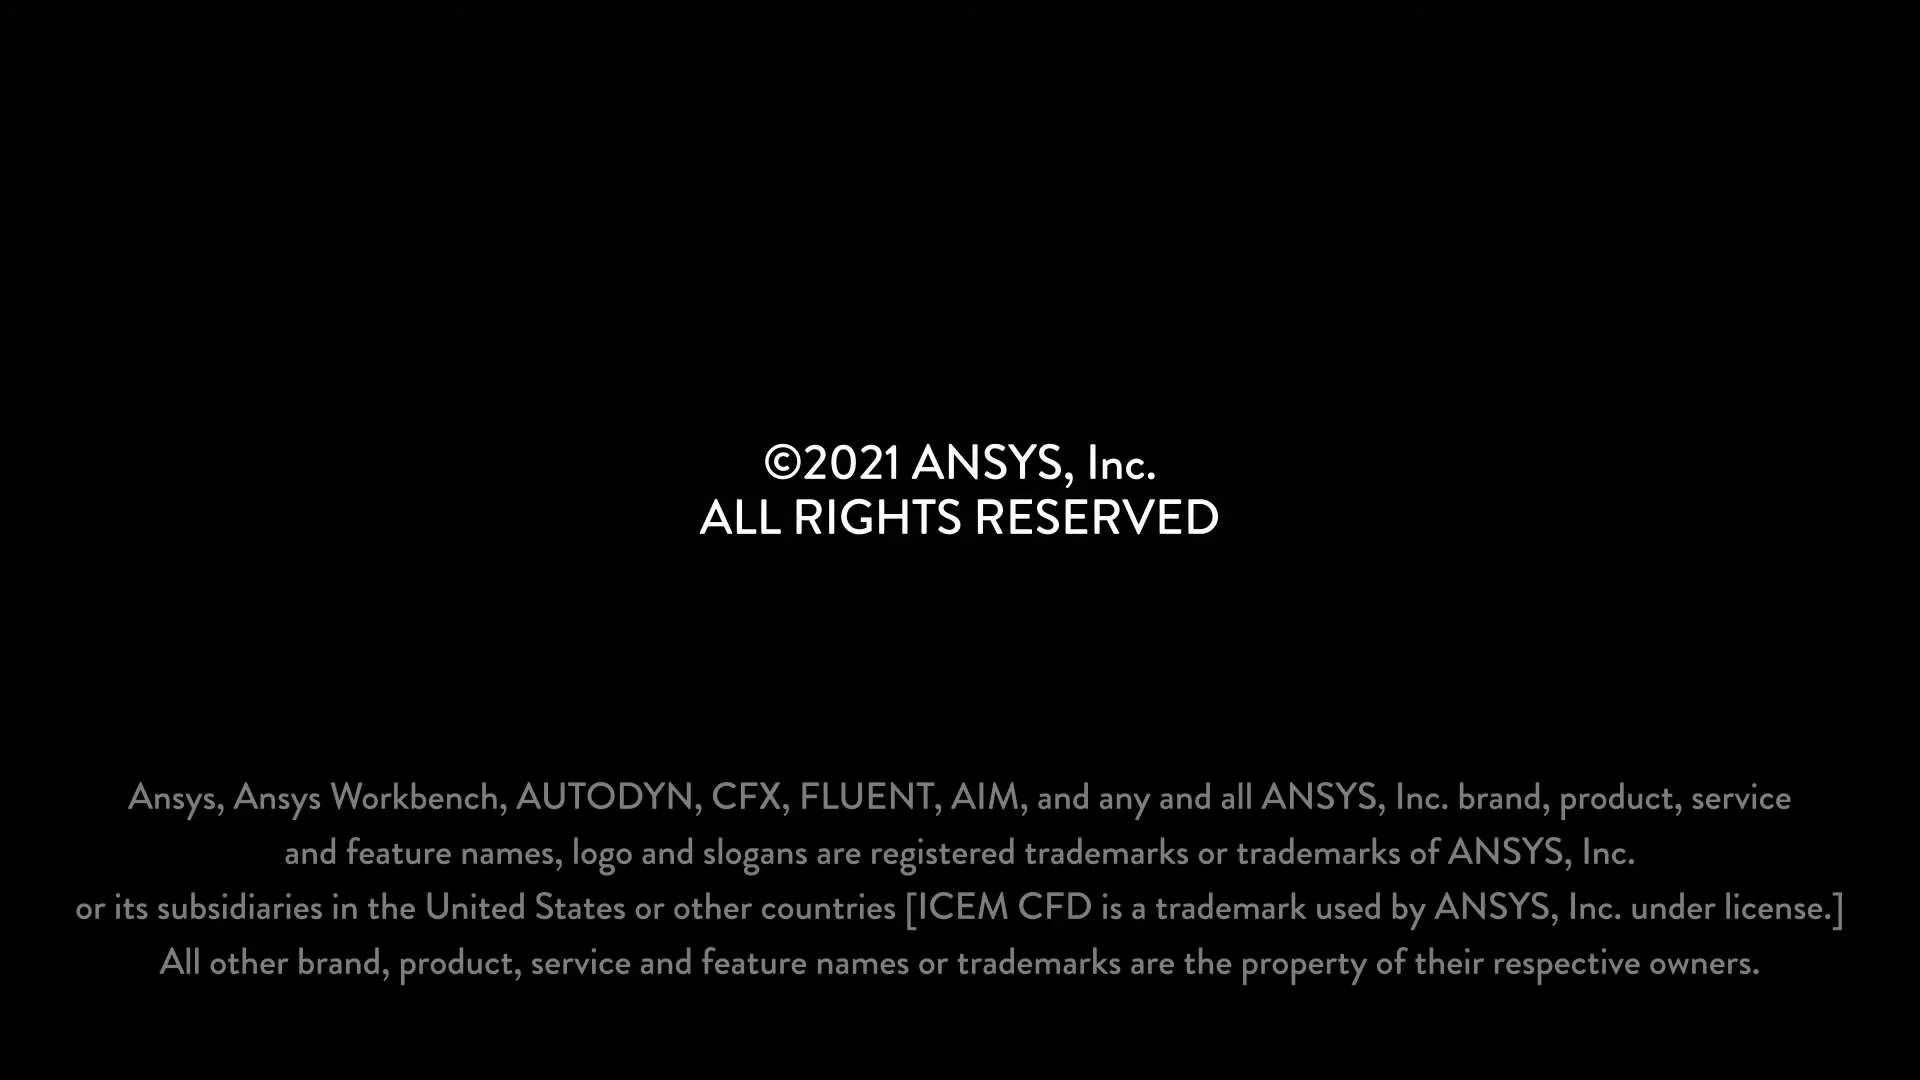 ©2021 ANSYS, Inc.
ALL RIGHTS RESERVED
Ansys, Ansys Workbench, AUTODYN, CFX, FLUENT, AIM, and any and all ANSYS, Inc. brand, product, service
and feature names, logo and slogans are registered trademarks or trademarks of ANSYS, Inc.
or its subsidiaries in the United States or other countries [ICEM CFD is a trademark used by ANSYS, Inc. under license.]
All other brand, product, service and feature names or trademarks are the property of their respective owners.